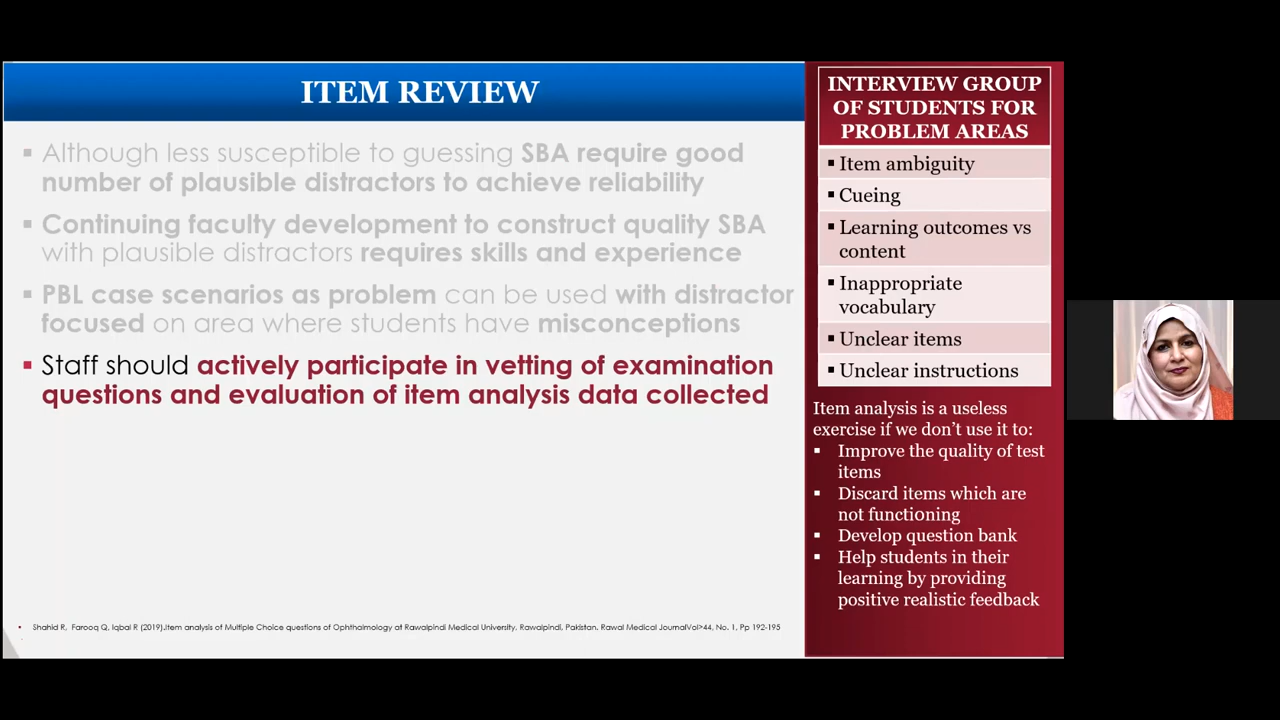 ITEM REVIEW
▪ Although less susceptible to guessing SBA require good
number of plausible distractors to achieve reliability
▪ Continuing faculty development to construct quality SBA
with plausible distractors requires skills and experience
▪ PBL case scenarios as problem can be used with distractor
focused on area where students have misconceptions
▪ Staff should actively participate in vetting of examination
questions and evaluation of item analysis data collected
• Shahid R, Farooq Q, Iqbal R (2019).Item analysis of Multiple Choice questions of Ophthalmology at Rawalpindi Medical University. Rawalpindi, Pakistan. Rawal Medical JournalVol>44, No. 1, Pp 192-195
INTERVIEW GROUP
OF STUDENTS FOR
PROBLEM AREAS
▪ Item ambiguity
▪ Cueing
▪ Learning outcomes vs
content
▪ Inappropriate
vocabulary
▪ Unclear items
▪ Unclear instructions
Item analysis is a useless
exercise if we don't use it to:
▪ Improve the quality of test
items
▪ Discard items which are
not functioning
▪ Develop question bank
▪ Help students in their
learning by providing
positive realistic feedback